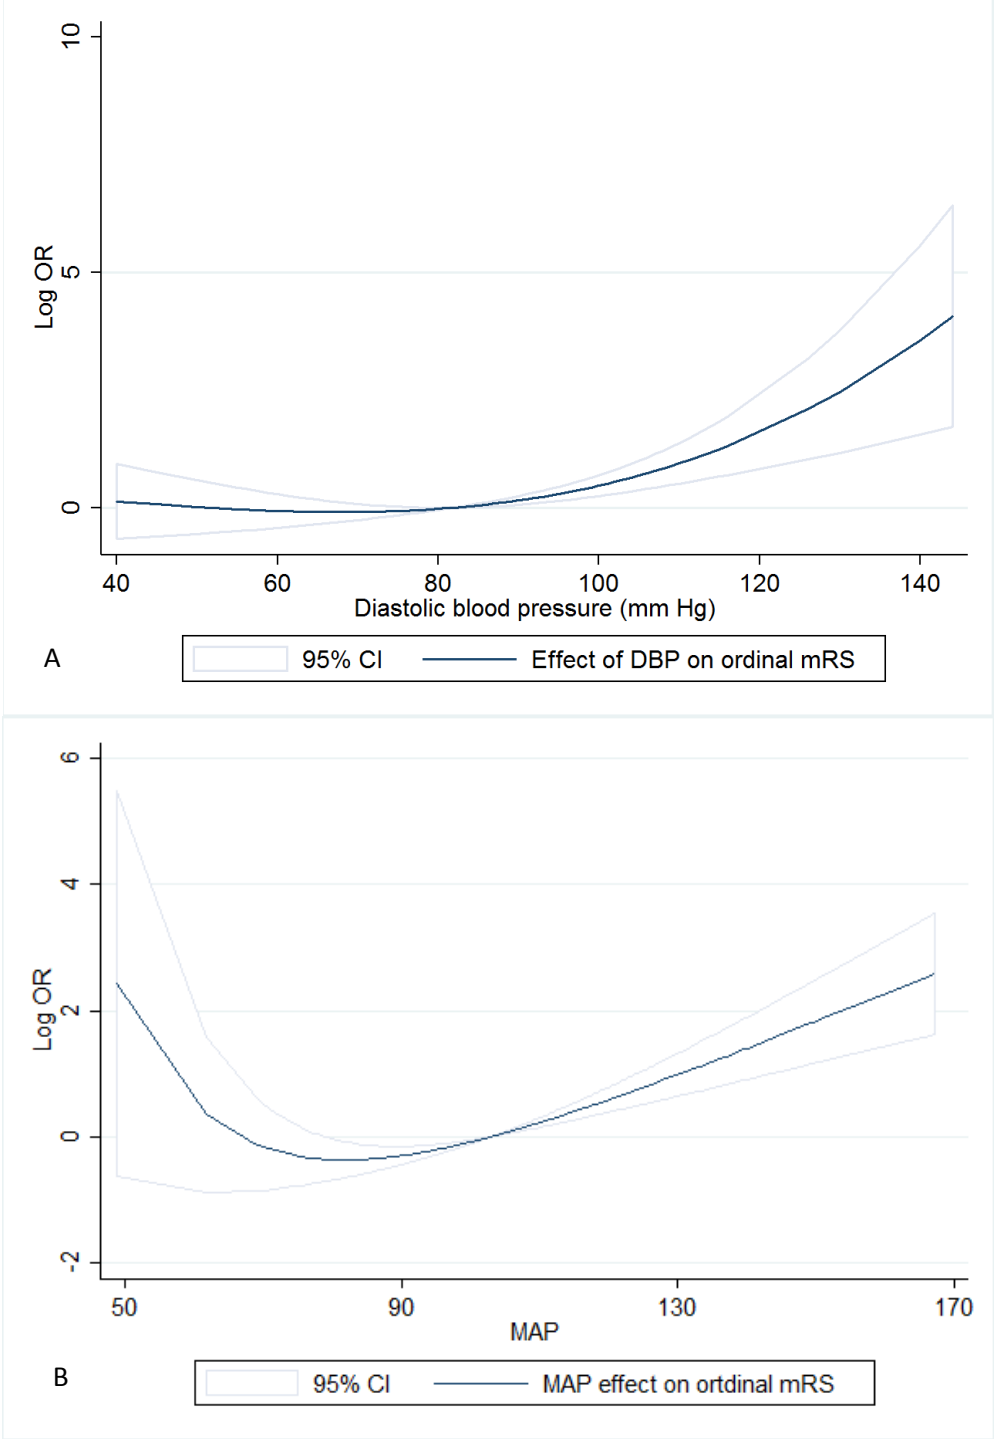 10
5
0
Log OR
40 60 80 100 120 140
Diastolic blood pressure (mm Hg)
95% CI Effect of DBP on ordinal mRS
A
6
4
2
0
-2
Log OR
50 90 130 170
MAP
95% CI MAP effect on ortdinal mRS
B